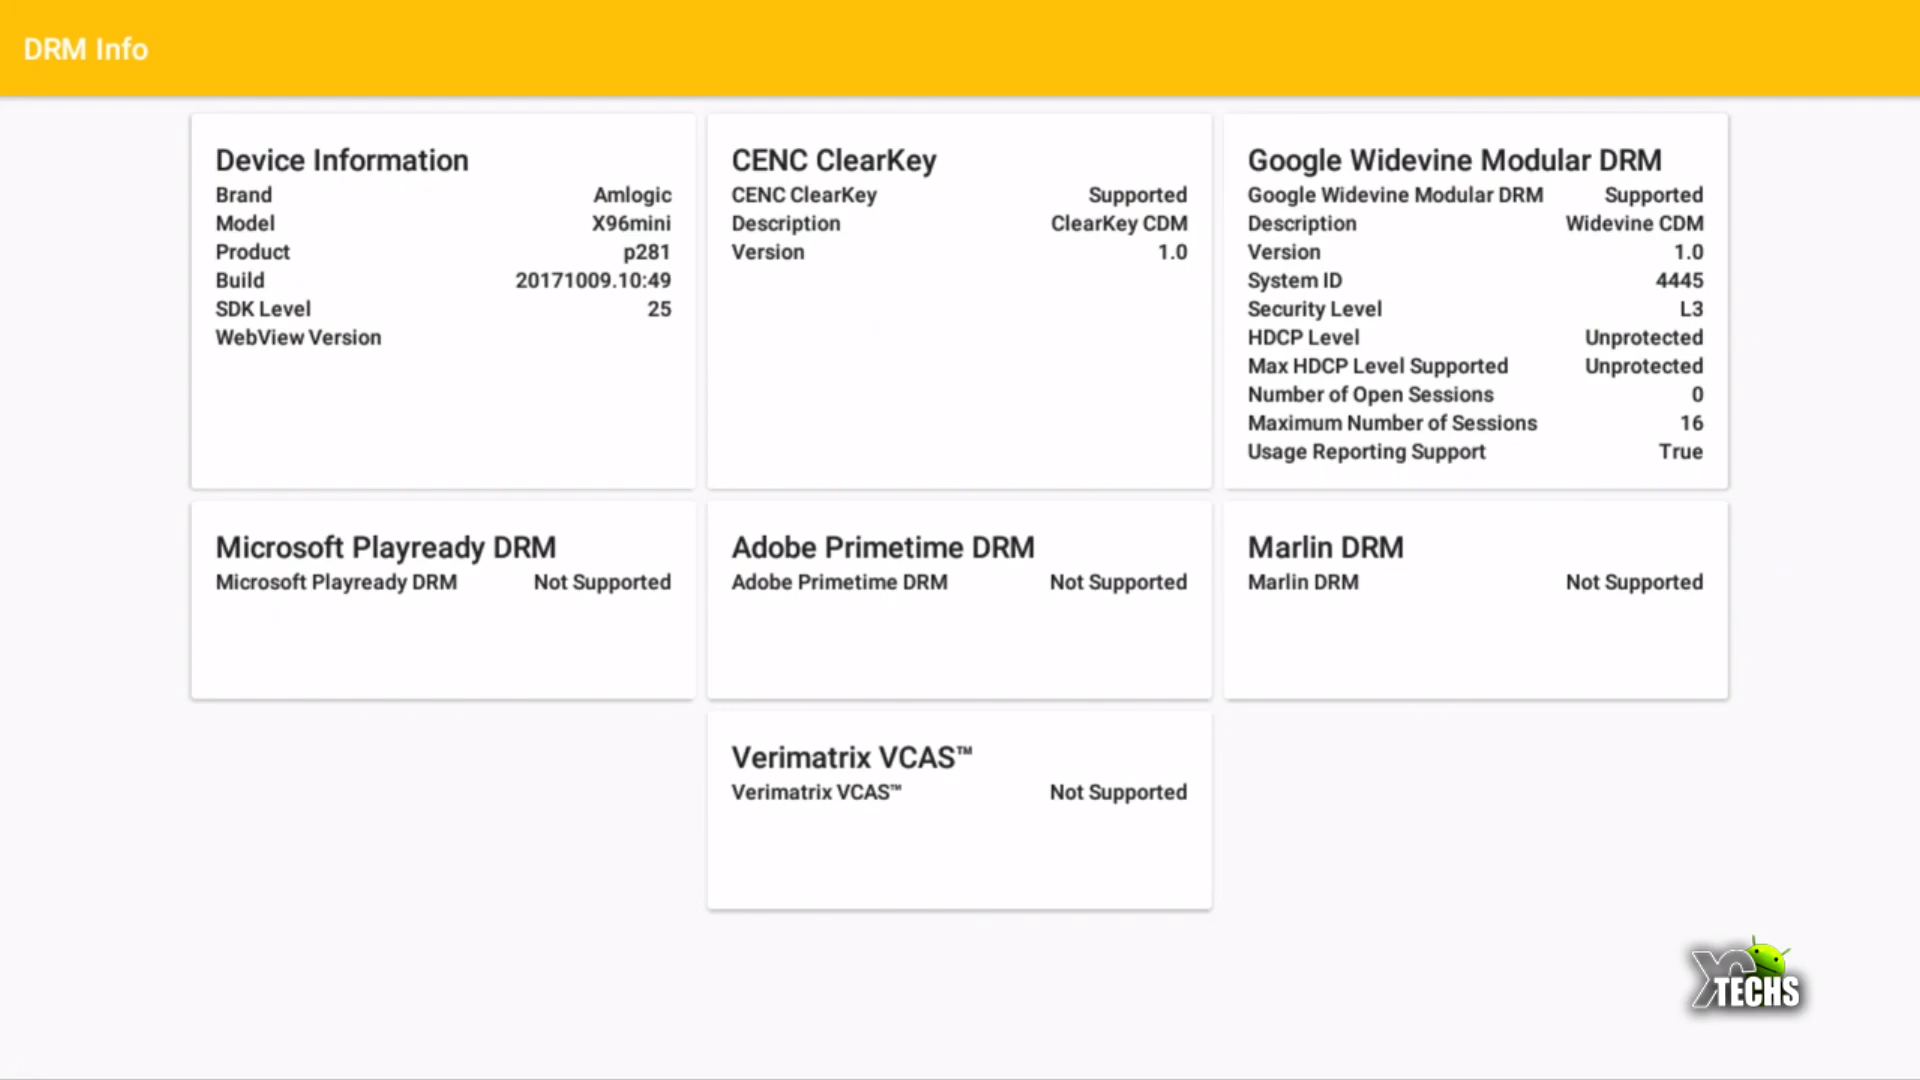 DRM Info
Device Information
Brand Amlogic
Model X96mini
Product p281
Build 20171009.10:49
SDK Level 25
WebView Version
CENC ClearKey
CENC ClearKey Supported
Description ClearKey CDM
Version 1.0
Google Widevine Modular DRM
Google Widevine Modular DRM Supported
Description Widevine CDM
Version 1.0
System ID 4445
Security Level L3
HDCP Level Unprotected
Max HDCP Level Supported Unprotected
Number of Open Sessions 0
Maximum Number of Sessions 16
Usage Reporting Support True
Microsoft Playready DRM
Microsoft Playready DRM Not Supported
Adobe Primetime DRM
Adobe Primetime DRM Not Supported
Marlin DRM
Marlin DRM Not Supported
Verimatrix VCAS™
Verimatrix VCAS™ Not Supported
TECHS